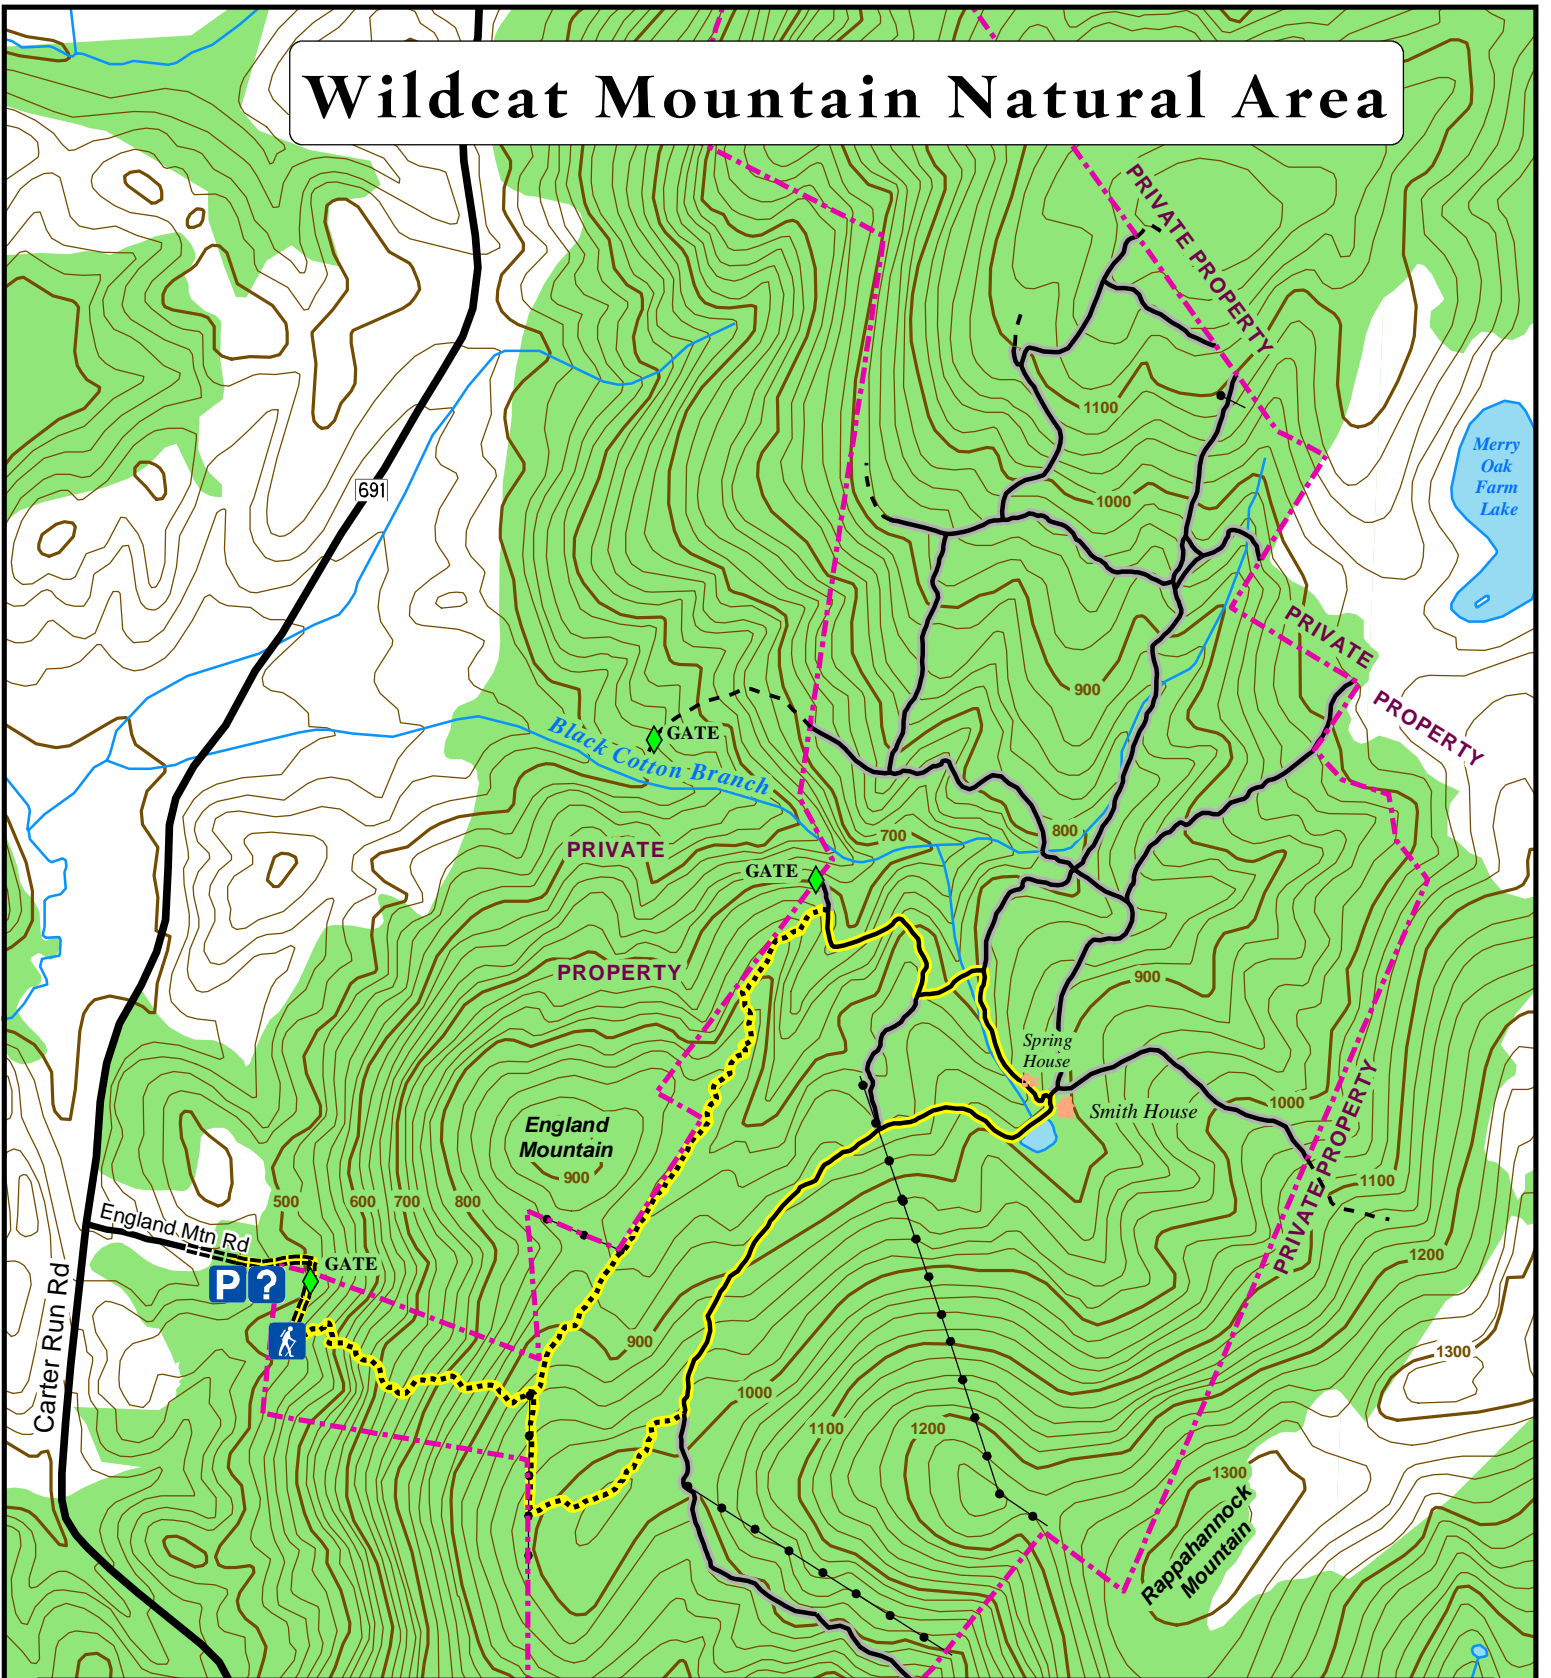 Wildcat Mountain Natural Area
PRIVATE PROPERTY
1100
Merry
Oak
Farm
Lake
691
1000
PRIVATE
PROPERTY
900
GATE
Black Cotton Branch
700
800
PRIVATE
GATE
PROPERTY
900
Spring
House
Smith House
1000
PRIVATE PROPERTY
England
Mountain
900
1100
500
600
700
800
England Mtn Rd
GATE
P
?
1200
Carter Run Rd
900
1300
1000
1100
1200
1300
Rappahannock
Mountain